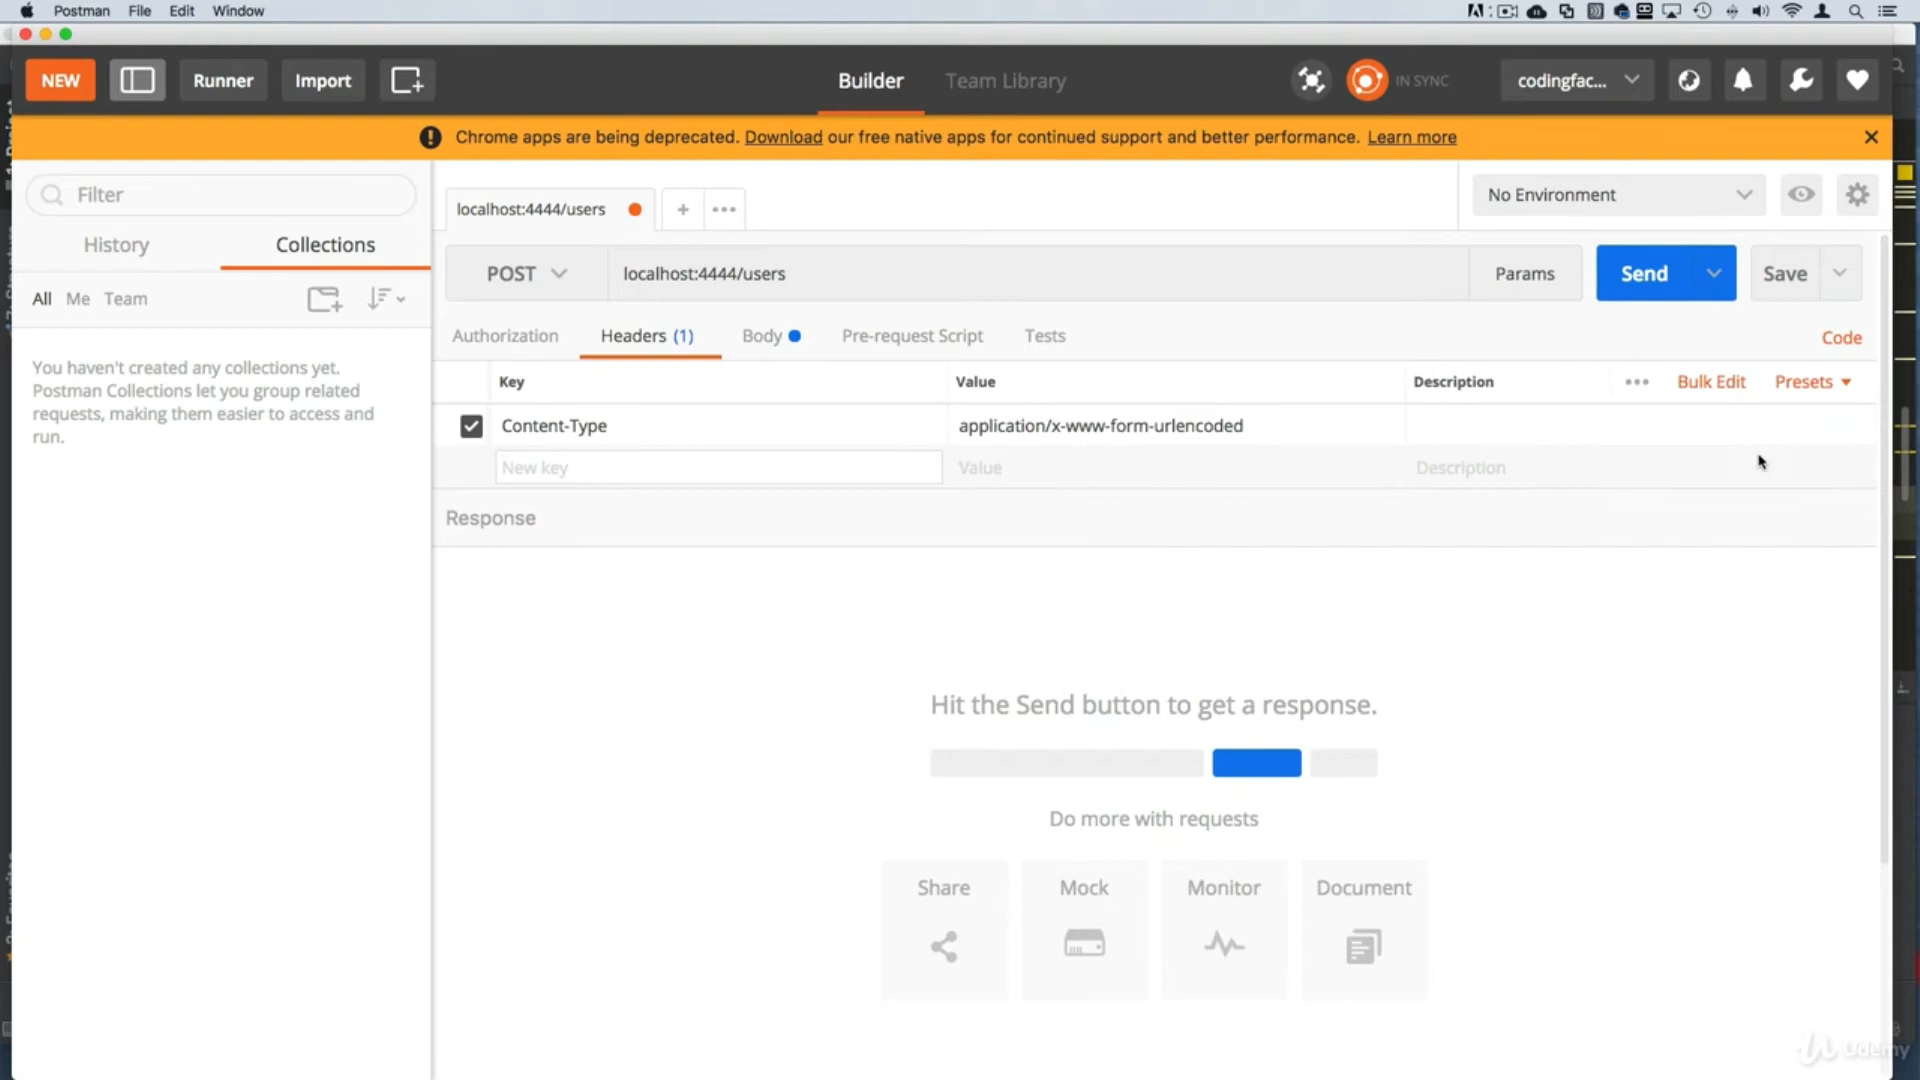 Postman File Edit Window
NEW Runner Import Builder Team Library IN SYNC codingfac...
Chrome apps are being deprecated. Download our free native apps for continued support and better performance. Learn more
Filter
History Collections
All Me Team
You haven't created any collections yet.
Postman Collections let you group related
requests, making them easier to access and
run.
localhost:4444/users
No Environment
POST localhost:4444/users Params Send Save
Authorization Headers (1) Body Pre-request Script Tests Code
Key Value Description Bulk Edit Presets
Content-Type application/x-www-form-urlencoded
New key Value Description
Response
Hit the Send button to get a response.
Do more with requests
Share Mock Monitor Document
Udemy